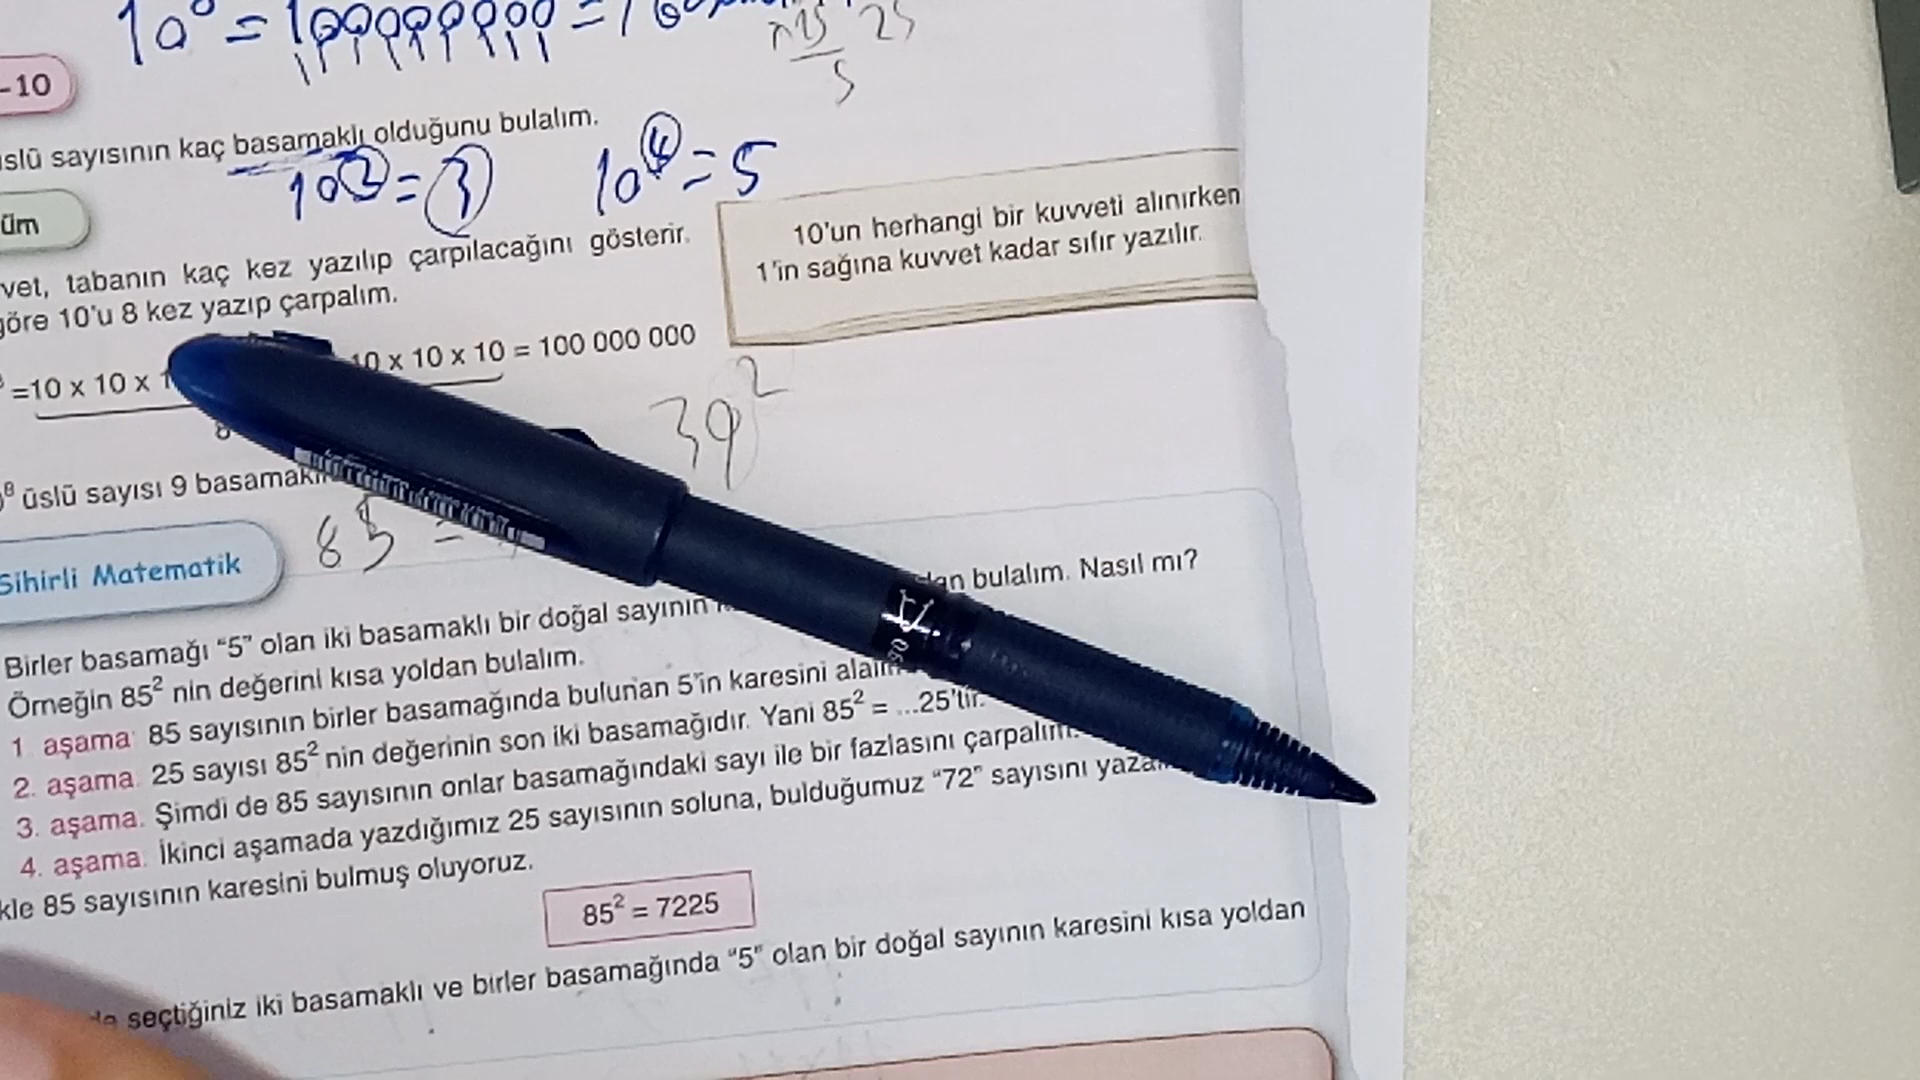 10⁸ = 100000000 =
25
5
-10
üslü sayısının kaç basamaklı olduğunu bulalım.
10² = 3 10⁴ = 5
üm
vet, tabanın kaç kez yazılıp çarpılacağını gösterir.
göre 10'u 8 kez yazıp çarpalım.
10'un herhangi bir kuvveti alınırken
1'in sağına kuvvet kadar sıfır yazılır.
=10 x 10 x 1 10 x 10 x 10 = 100 000 000
8
39²
⁸ üslü sayısı 9 basamaklı
85 =
Sihirli Matematik
Birler basamağı “5” olan iki basamaklı bir doğal sayının bulalım. Nasıl mı?
Örneğin 85² nin değerini kısa yoldan bulalım.
1. aşama: 85 sayısının birler basamağında bulunan 5'in karesini
2. aşama. 25 sayısı 85² nin değerinin son iki basamağıdır. Yani 85² = ...25'tir.
3. aşama. Şimdi de 85 sayısının onlar basamağındaki sayı ile bir fazlasını çarpalım.
4. aşama. İkinci aşamada yazdığımız 25 sayısının soluna, bulduğumuz “72” sayısını
kle 85 sayısının karesini bulmuş oluyoruz.
85² = 7225
de seçtiğiniz iki basamaklı ve birler basamağında “5” olan bir doğal sayının karesini kısa yoldan